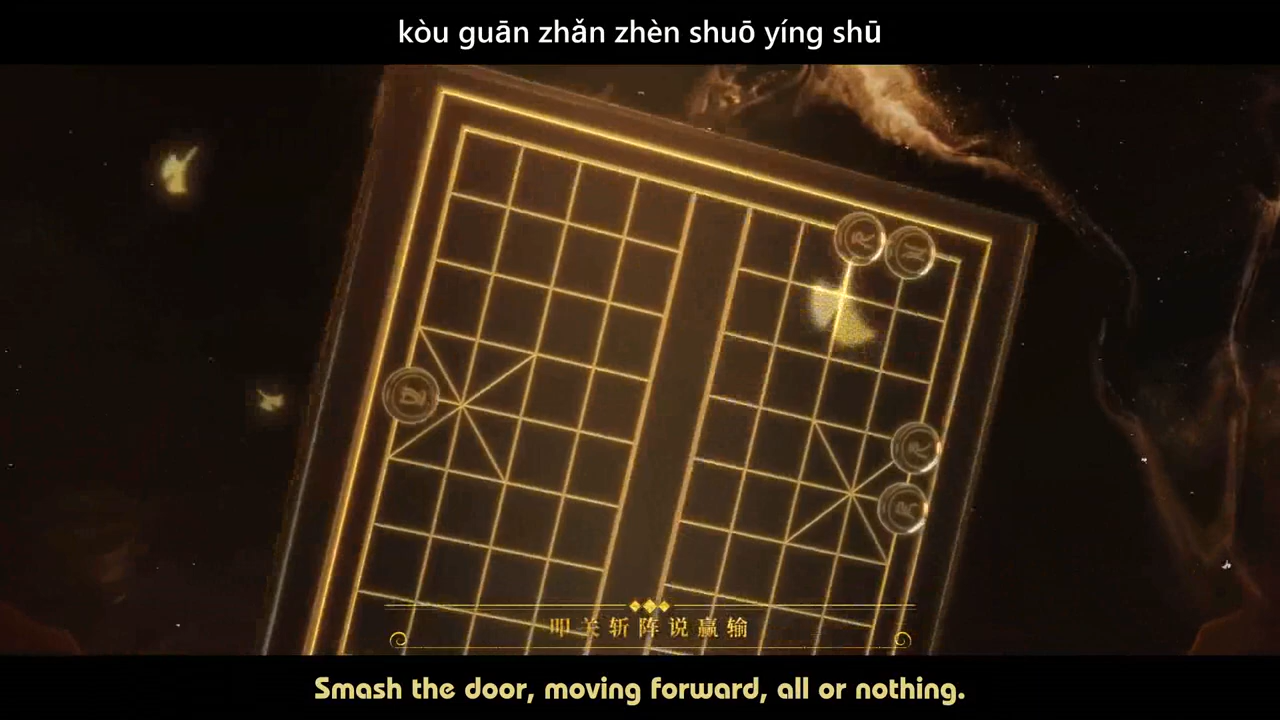 kòu guān zhǎn zhèn shuō yíng shū
叩关斩阵说赢输
Smash the door, moving forward, all or nothing.